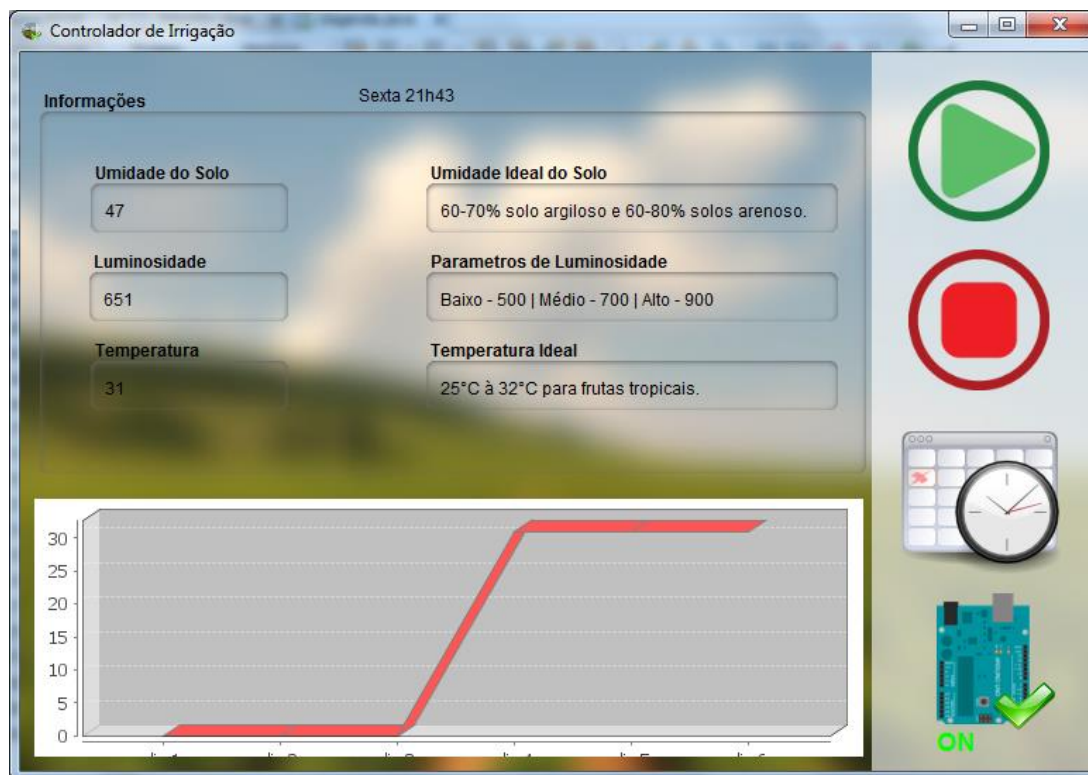 Controlador de Irrigação
Informações
Sexta 21h43
Umidade do Solo
47
Umidade Ideal do Solo
60-70% solo argiloso e 60-80% solos arenoso.
Luminosidade
651
Parametros de Luminosidade
Baixo - 500 | Médio - 700 | Alto - 900
Temperatura
31
Temperatura Ideal
25°C à 32°C para frutas tropicais.
30
25
20
15
10
5
0
ON